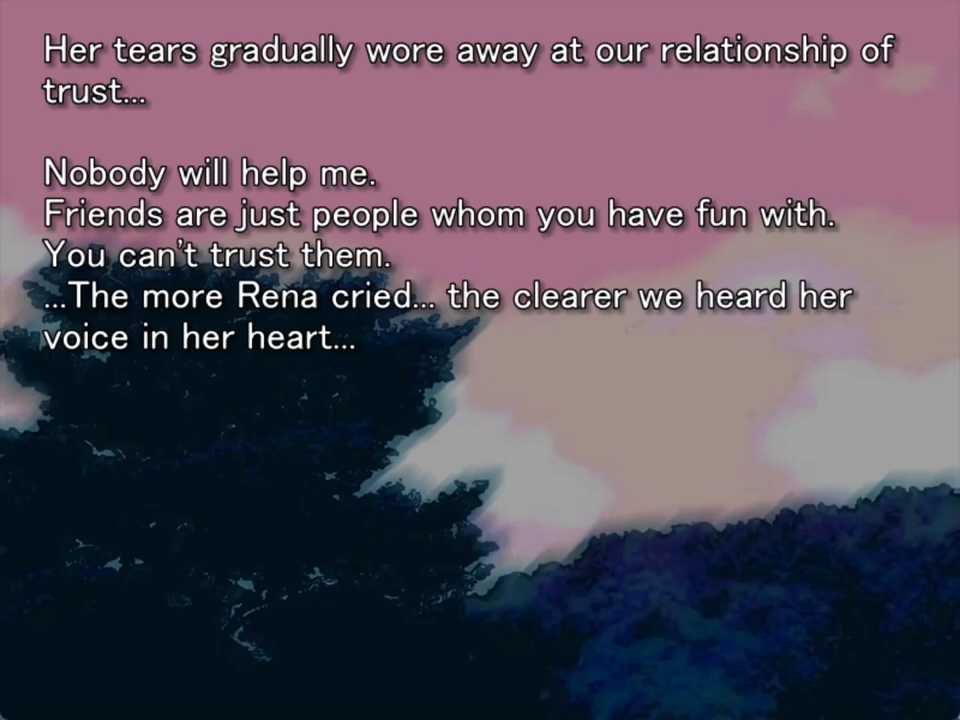 Her tears gradually wore away at our relationship of
trust...
Nobody will help me.
Friends are just people whom you have fun with.
You can't trust them.
...The more Rena cried... the clearer we heard her
voice in her heart...